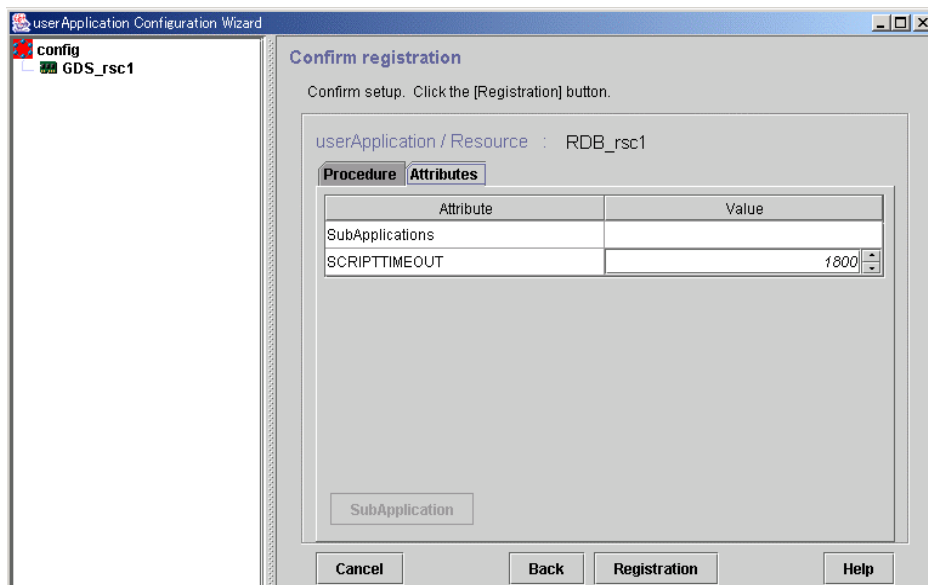 userApplication Configuration Wizard
config
GDS_rsc1
Confirm registration
Confirm setup. Click the [Registration] button.
userApplication / Resource : RDB_rsc1
Procedure Attributes
Attribute Value
SubApplications
SCRIPTTIMEOUT 1800
SubApplication
Cancel Back Registration Help